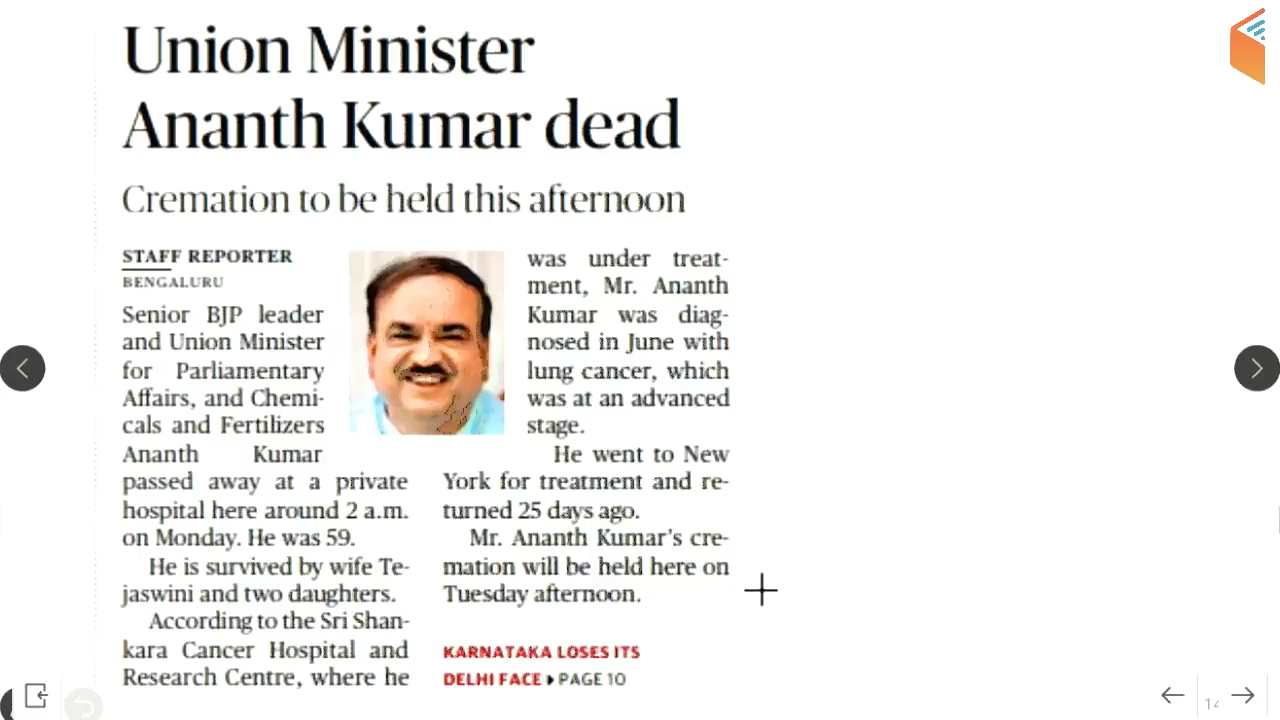 Union Minister
Ananth Kumar dead
Cremation to be held this afternoon
STAFF REPORTER
BENGALURU
Senior BJP leader
and Union Minister
for Parliamentary
Affairs, and Chemi-
cals and Fertilizers
Ananth Kumar
passed away at a private
hospital here around 2 a.m.
on Monday. He was 59.
He is survived by wife Te-
jaswini and two daughters.
According to the Sri Shan-
kara Cancer Hospital and
Research Centre, where he
was under treat-
ment, Mr. Ananth
Kumar was diag-
nosed in June with
lung cancer, which
was at an advanced
stage.
He went to New
York for treatment and re-
turned 25 days ago.
Mr. Ananth Kumar's cre-
mation will be held here on
Tuesday afternoon.
KARNATAKA LOSES ITS
DELHI FACE ▸ PAGE 10